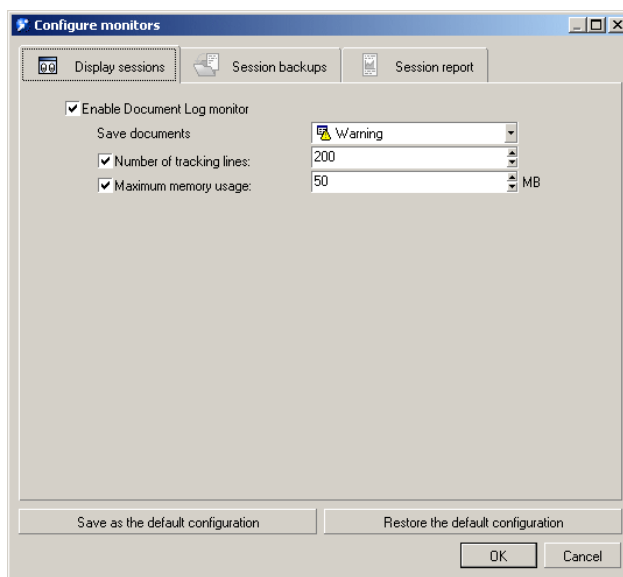 Configure monitors
Display sessions Session backups Session report
Enable Document Log monitor
Save documents Warning
Number of tracking lines: 200
Maximum memory usage: 50 MB
Save as the default configuration Restore the default configuration
OK Cancel